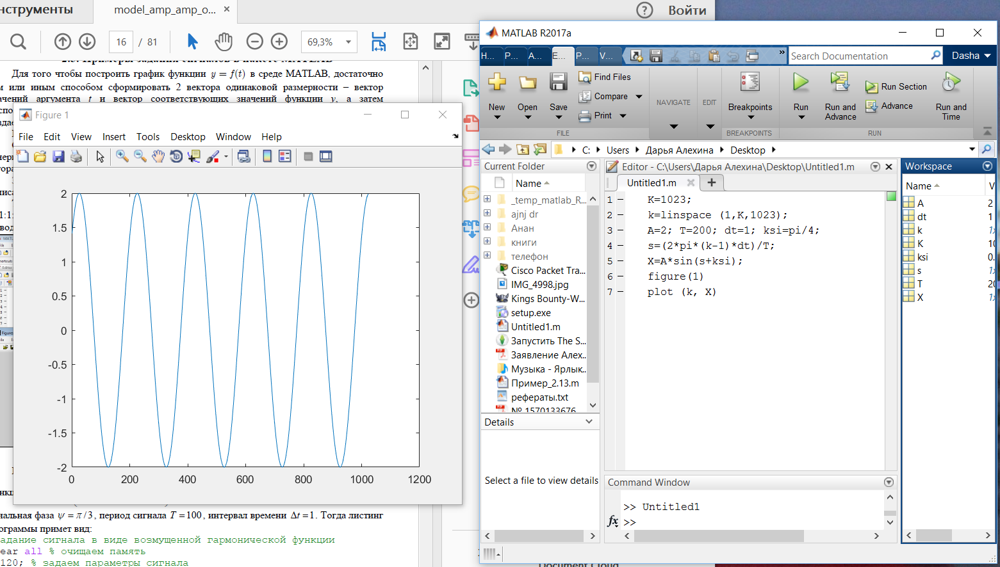 нструменты
model_amp_amp_o... ×
Войти
16 / 81
69,3%
Для того чтобы построить график функции y = f(t) в среде MATLAB, достаточно
м или иным способом сформировать 2 вектора одинаковой размерности – вектор
ачений аргумента t и вектор соответствующих значений функции y, а затем
Figure 1
File Edit View Insert Tools Desktop Window Help
2
1.5
1
0.5
0
-0.5
-1
-1.5
-2
0 200 400 600 800 1000 1200
чальная фаза ψ = π/3, период сигнала T = 100, интервал времени Δt = 1. Тогда листинг
ограммы примет вид:
адание сигнала в виде возмущенной гармонической функции
ear all % очищаем память
120; % задаем параметры сигнала
MATLAB R2017a
H... P... A... E... P... V...
Search Documentation
Dasha
New
Open
Save
Find Files
Compare
Print
FILE
NAVIGATE
EDIT
Breakpoints
BREAKPOINTS
Run
Run and Advance
Run Section
Advance
Run and Time
RUN
C: Users Дарья Алехина Desktop
Current Folder
Name
_temp_matlab_R...
ajnj dr
Анан
книги
телефон
Cisco Packet Tra...
IMG_4998.jpg
Kings Bounty-W...
setup.exe
Untitled1.m
Запустить The S...
Заявление Алех...
Музыка - Ярлык...
Пример_2.13.m
рефераты.txt
№ 1570133676
Details
Select a file to view details
Editor - C:\Users\Дарья Алехина\Desktop\Untitled1.m
Untitled1.m
1 – K=1023;
2 – k=linspace (1,K,1023);
3 – A=2; T=200; dt=1; ksi=pi/4;
4 – s=(2*pi*(k-1)*dt)/T;
5 – X=A*sin(s+ksi);
6 – figure(1)
7 – plot (k, X)
Command Window
>> Untitled1
fx >>
Workspace
Name V
A 2
dt 1
k 1x
K 10
ksi 0.
s 1x
T 20
X 1x